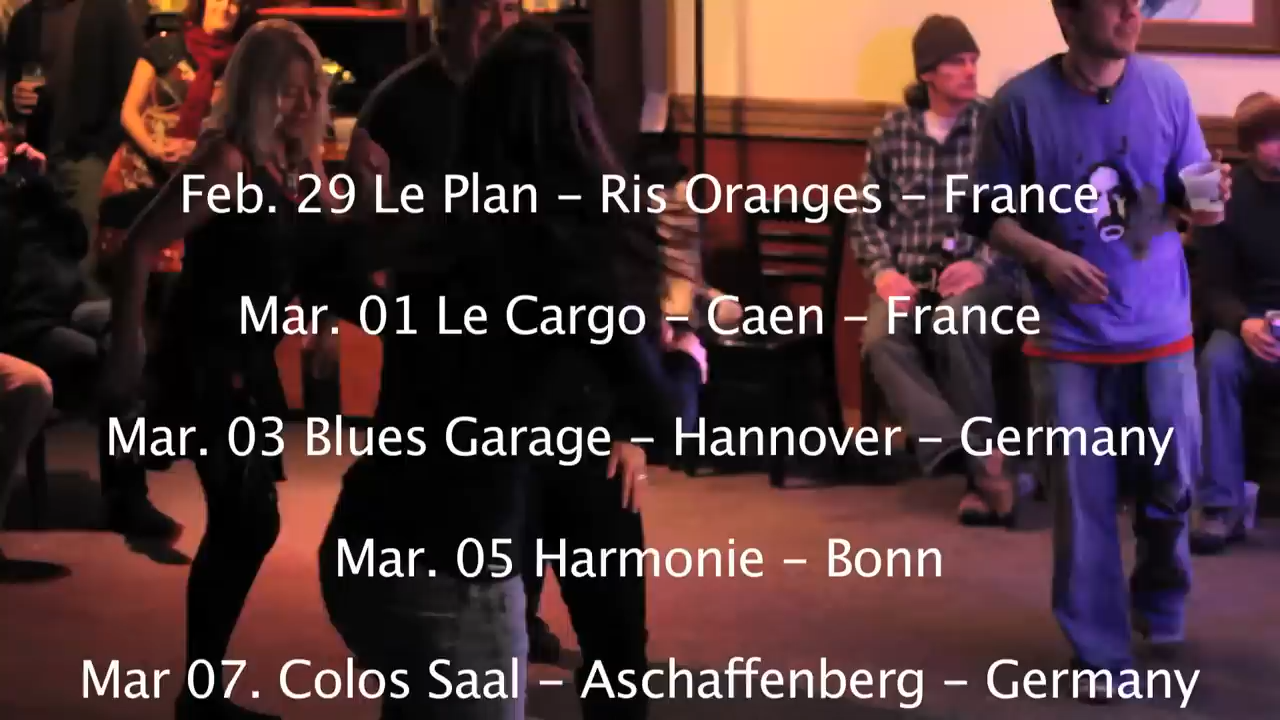 Feb. 29 Le Plan – Ris Oranges – France
Mar. 01 Le Cargo – Caen – France
Mar. 03 Blues Garage – Hannover – Germany
Mar. 05 Harmonie – Bonn
Mar 07. Colos Saal – Aschaffenberg – Germany